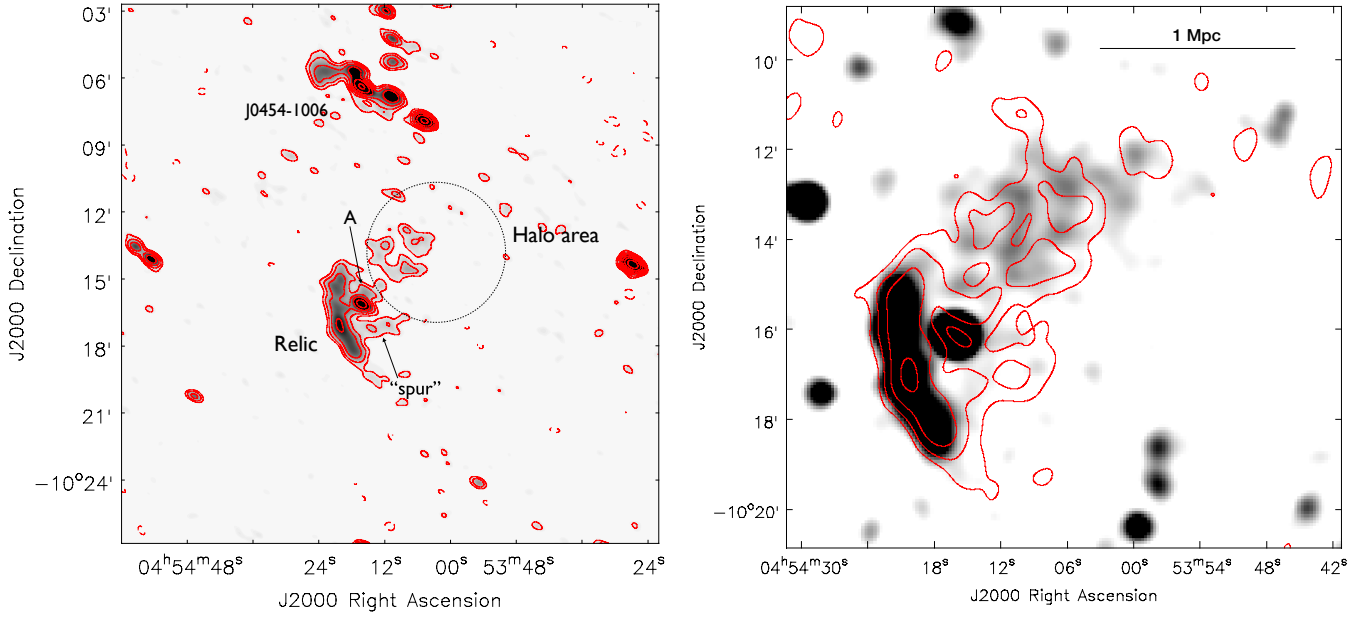 03'
06'
J0454-1006
09'
12'
A
Halo area
15'
Relic
18'
"spur"
21'
−10°24'
04ʰ54ᵐ48ˢ 24ˢ 12ˢ 00ˢ 53ᵐ48ˢ 24ˢ
J2000 Right Ascension
J2000 Declination
1 Mpc
10'
12'
14'
16'
18'
−10°20'
04ʰ54ᵐ30ˢ 18ˢ 12ˢ 06ˢ 00ˢ 53ᵐ54ˢ 48ˢ 42ˢ
J2000 Right Ascension
J2000 Declination